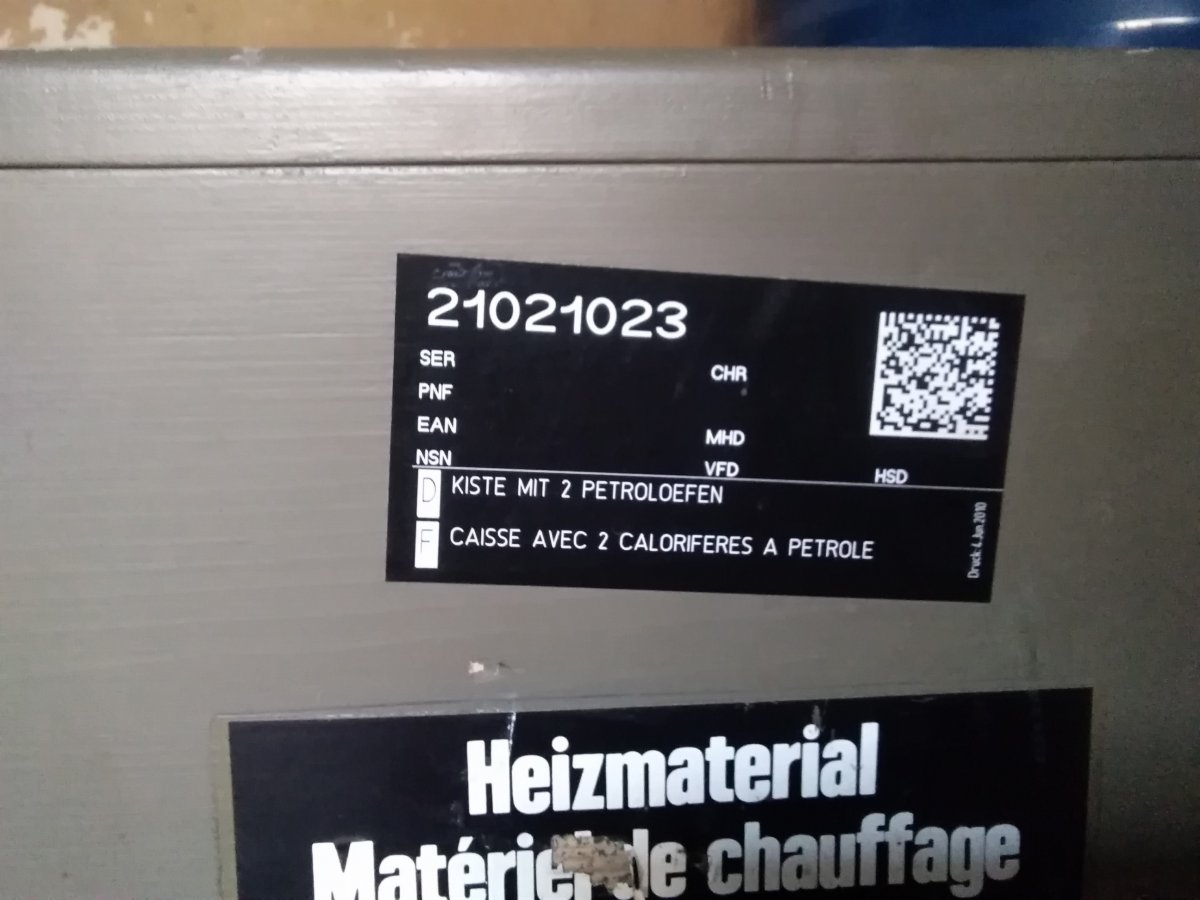 21021023
SER
CHR
PNF
EAN
MHD
NSN
VFD
HSD
D KISTE MIT 2 PETROLOEFEN
F CAISSE AVEC 2 CALORIFERES A PETROLE
Druck: 4.Jun.2010
Heizmaterial
Matériel de chauffage